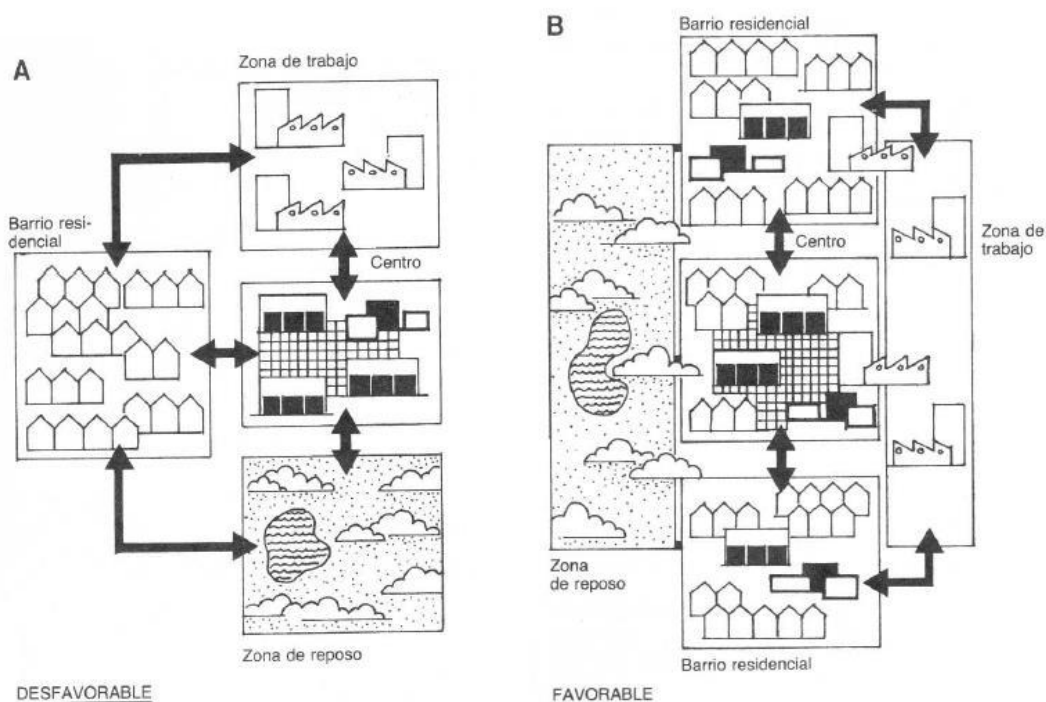 A
Zona de trabajo
Barrio resi-
dencial
Centro
Zona de reposo
DESFAVORABLE
B
Barrio residencial
Centro
Zona de
trabajo
Zona
de reposo
Barrio residencial
FAVORABLE